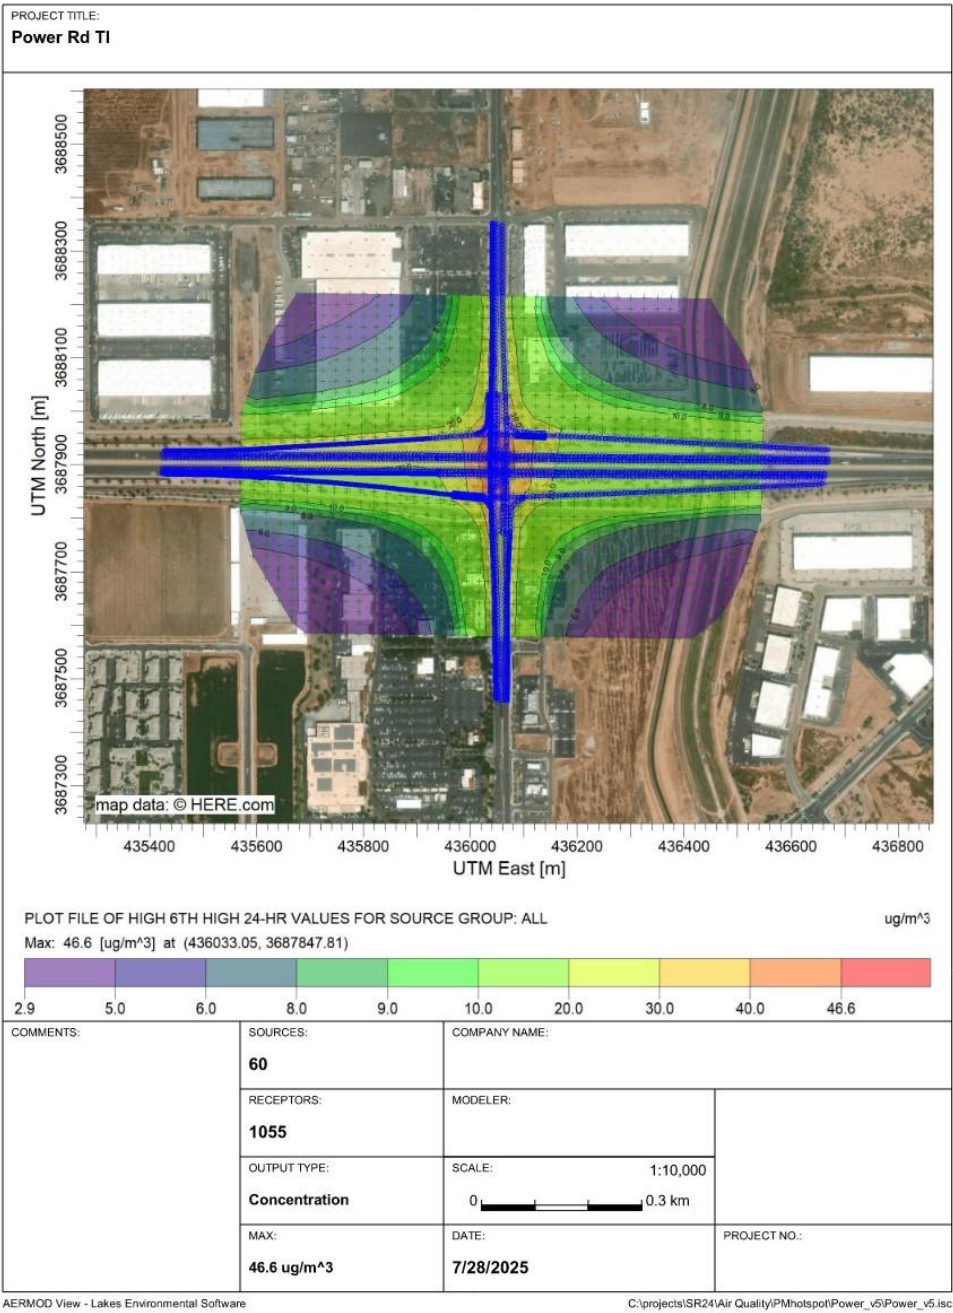 PROJECT TITLE:
Power Rd TI
UTM North [m]
3688500
3688300
3688100
3687900
3687700
3687500
3687300
20.0
10.0
map data: © HERE.com
435400 435600 435800 436000 436200 436400 436600 436800
UTM East [m]
PLOT FILE OF HIGH 6TH HIGH 24-HR VALUES FOR SOURCE GROUP: ALL ug/m^3
Max: 46.6 [ug/m^3] at (436033.05, 3687847.81)
2.9 5.0 6.0 8.0 9.0 10.0 20.0 30.0 40.0 46.6
COMMENTS:
SOURCES:
60
COMPANY NAME:
RECEPTORS:
1055
MODELER:
OUTPUT TYPE:
Concentration
SCALE: 1:10,000
0 0.3 km
MAX:
46.6 ug/m^3
DATE:
7/28/2025
PROJECT NO.:
AERMOD View - Lakes Environmental Software
C:\projects\SR24\Air Quality\PMhotspot\Power_v5\Power_v5.isc